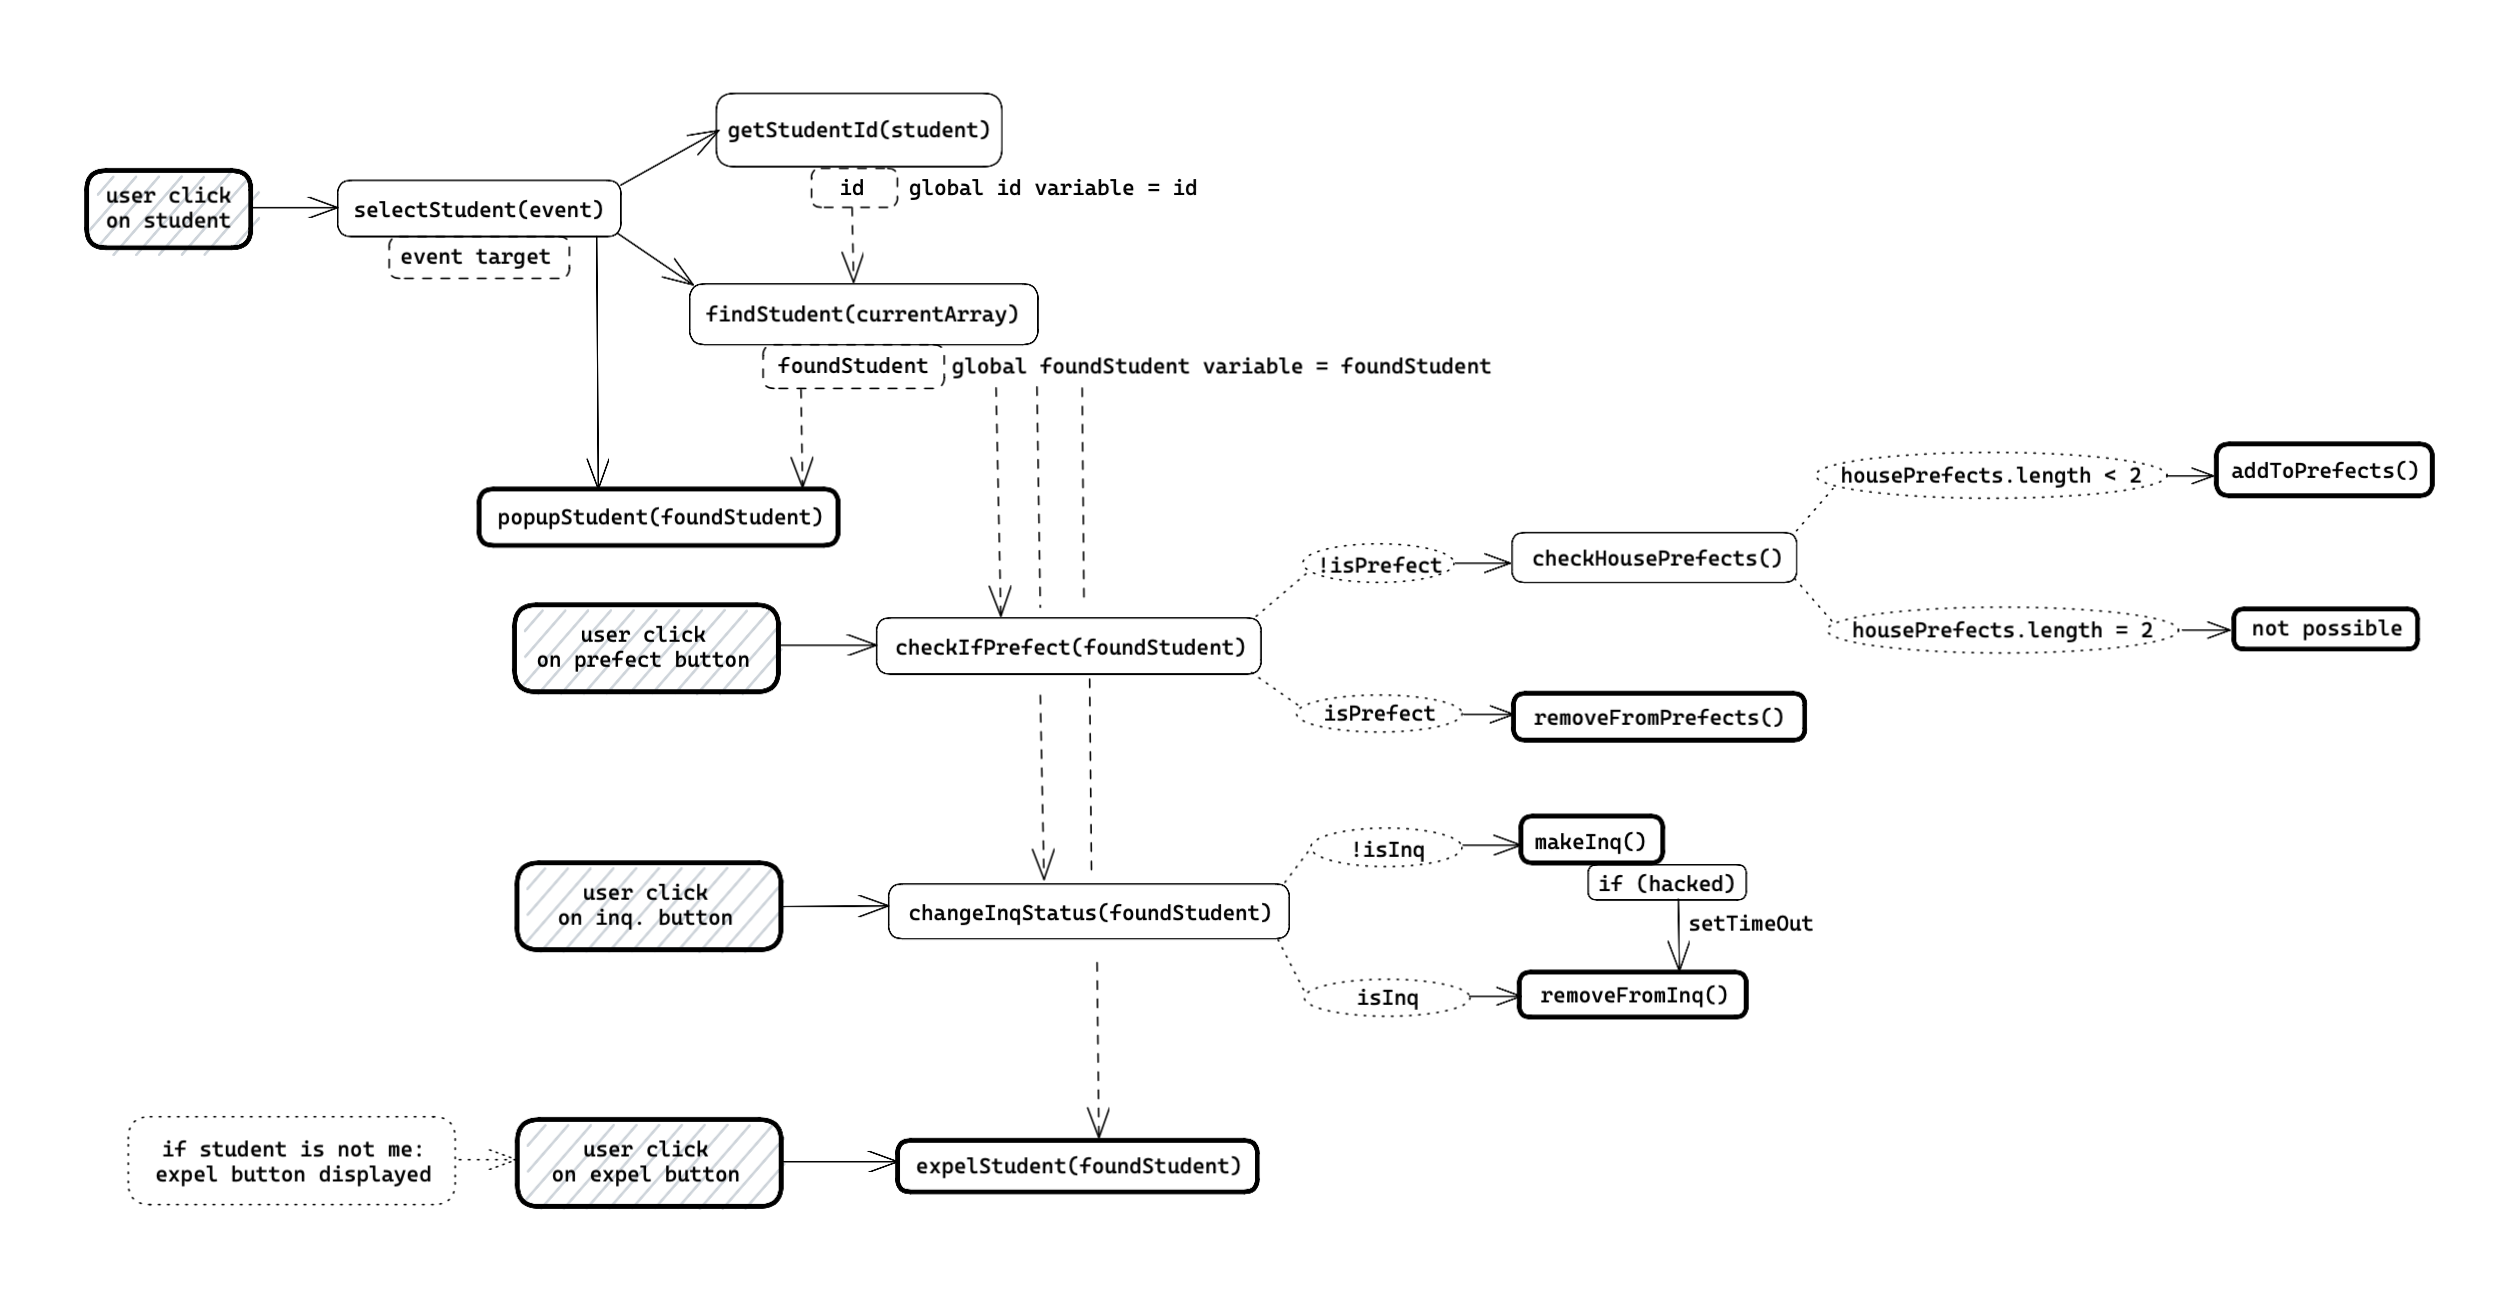 getStudentId(student)
user click
on student
selectStudent(event)
id
global id variable = id
event target
findStudent(currentArray)
foundStudent
global foundStudent variable = foundStudent
popupStudent(foundStudent)
housePrefects.length < 2
addToPrefects()
!isPrefect
checkHousePrefects()
housePrefects.length = 2
not possible
user click
on prefect button
checkIfPrefect(foundStudent)
isPrefect
removeFromPrefects()
!isInq
makeInq()
if (hacked)
setTimeOut
user click
on inq. button
changeInqStatus(foundStudent)
isInq
removeFromInq()
if student is not me:
expel button displayed
user click
on expel button
expelStudent(foundStudent)